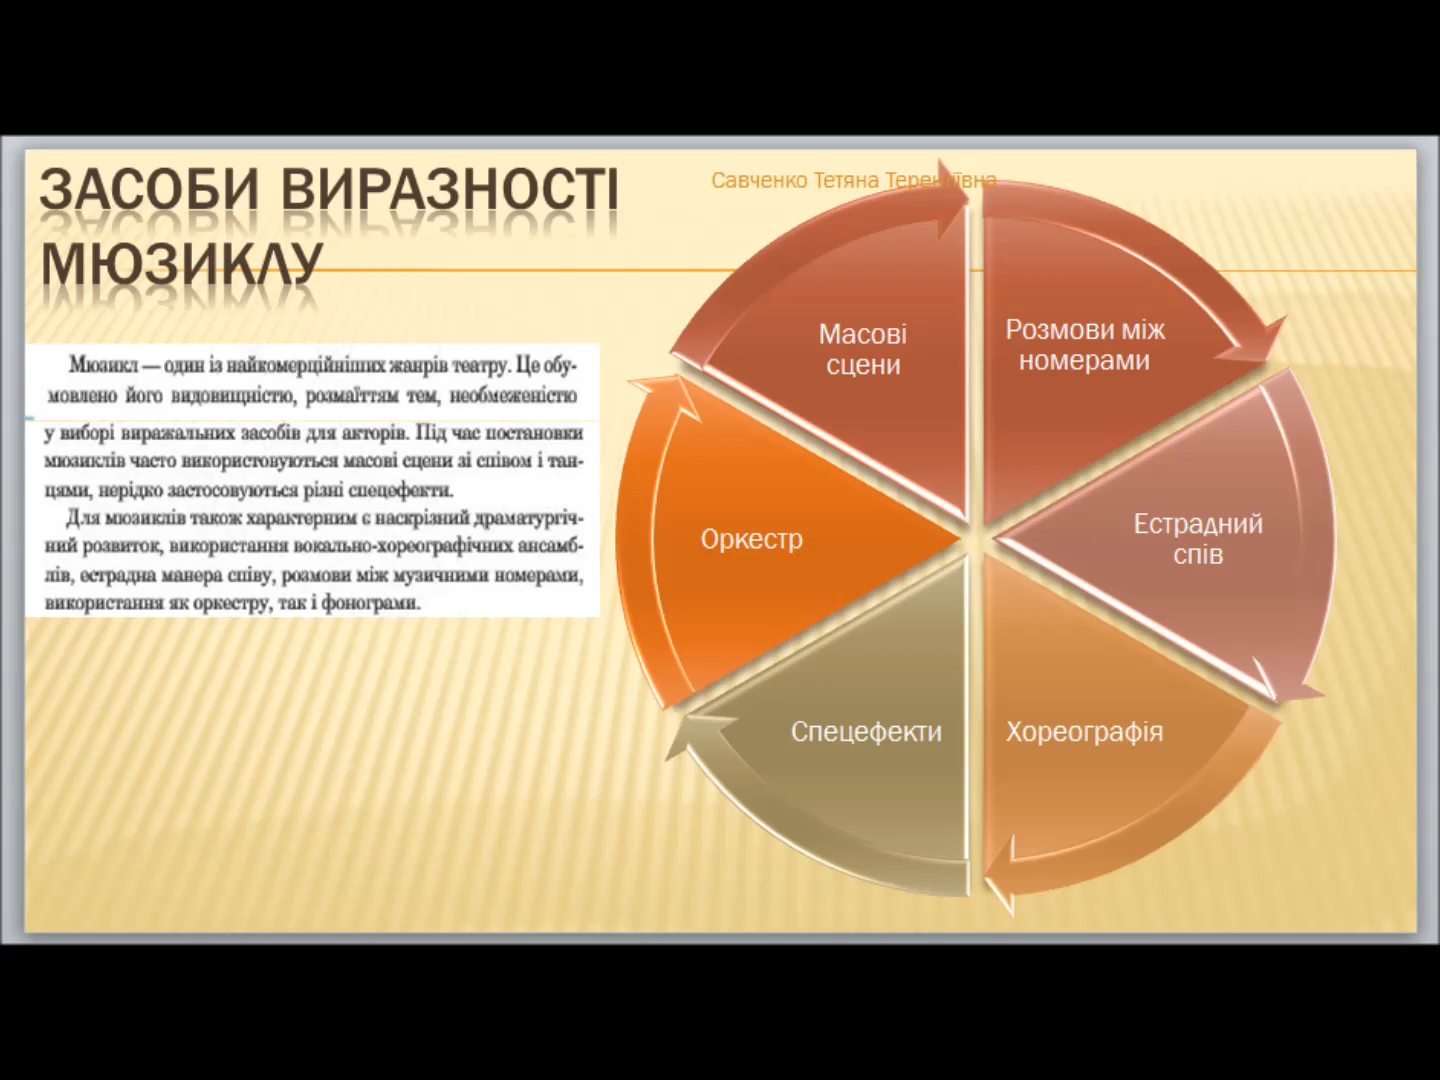 ЗАСОБИ ВИРАЗНОСТІ
МЮЗИКЛУ
Савченко Тетяна Терентіївна
Мюзикл — один із найкомерційніших жанрів театру. Це обу-
мовлено його видовищністю, розмаїттям тем, необмеженістю
у виборі виражальних засобів для акторів. Під час постановки
мюзиклів часто використовуються масові сцени зі співом і тан-
цями, нерідко застосовуються різні спецефекти.
Для мюзиклів також характерним є наскрізний драматургіч-
ний розвиток, використання вокально-хореографічних ансамб-
лів, естрадна манера співу, розмови між музичними номерами,
використання як оркестру, так і фонограми.
Розмови між
номерами
Естрадний
спів
Хореографія
Спецефекти
Оркестр
Масові
сцени